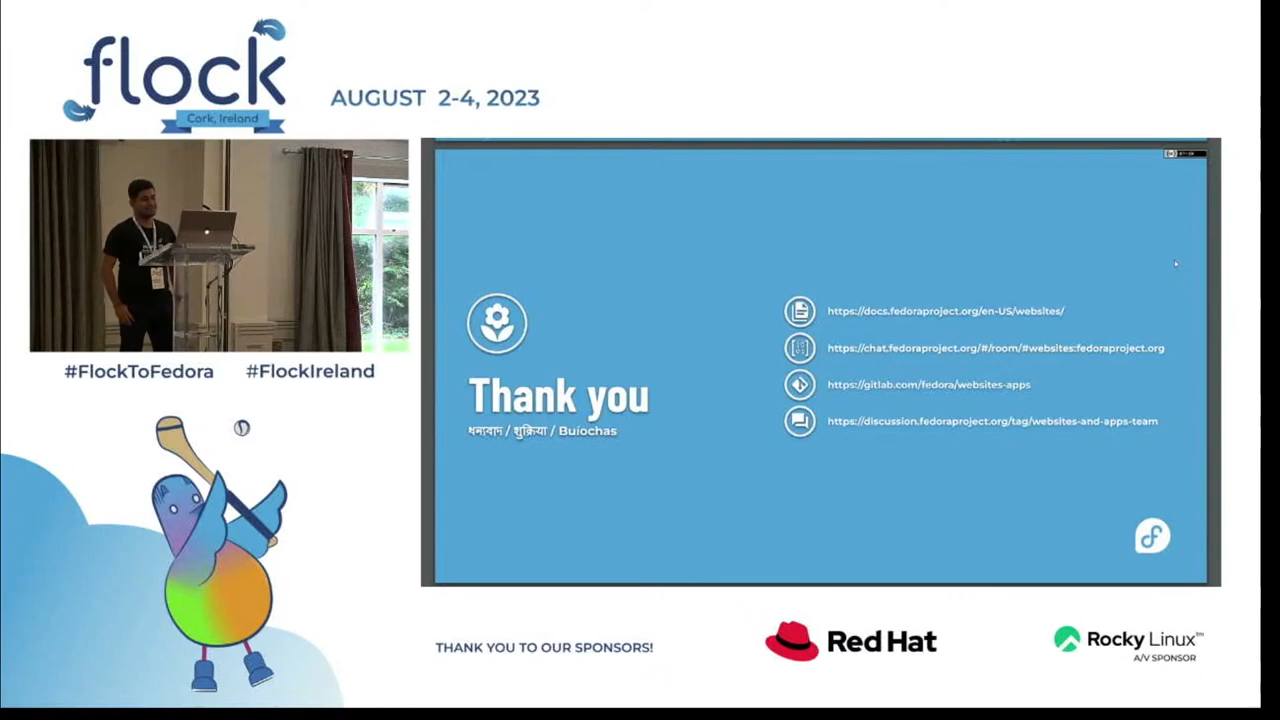 flock
Cork, Ireland
AUGUST 2-4, 2023
#FlockToFedora #FlockIreland
Thank you
ধন্যবাদ / शुक्रिया / Buíochas
https://docs.fedoraproject.org/en-US/websites/
https://chat.fedoraproject.org/#/room/#websites:fedoraproject.org
https://gitlab.com/fedora/websites-apps
https://discussion.fedoraproject.org/tag/websites-and-apps-team
THANK YOU TO OUR SPONSORS!
Red Hat
Rocky Linux™
A/V SPONSOR